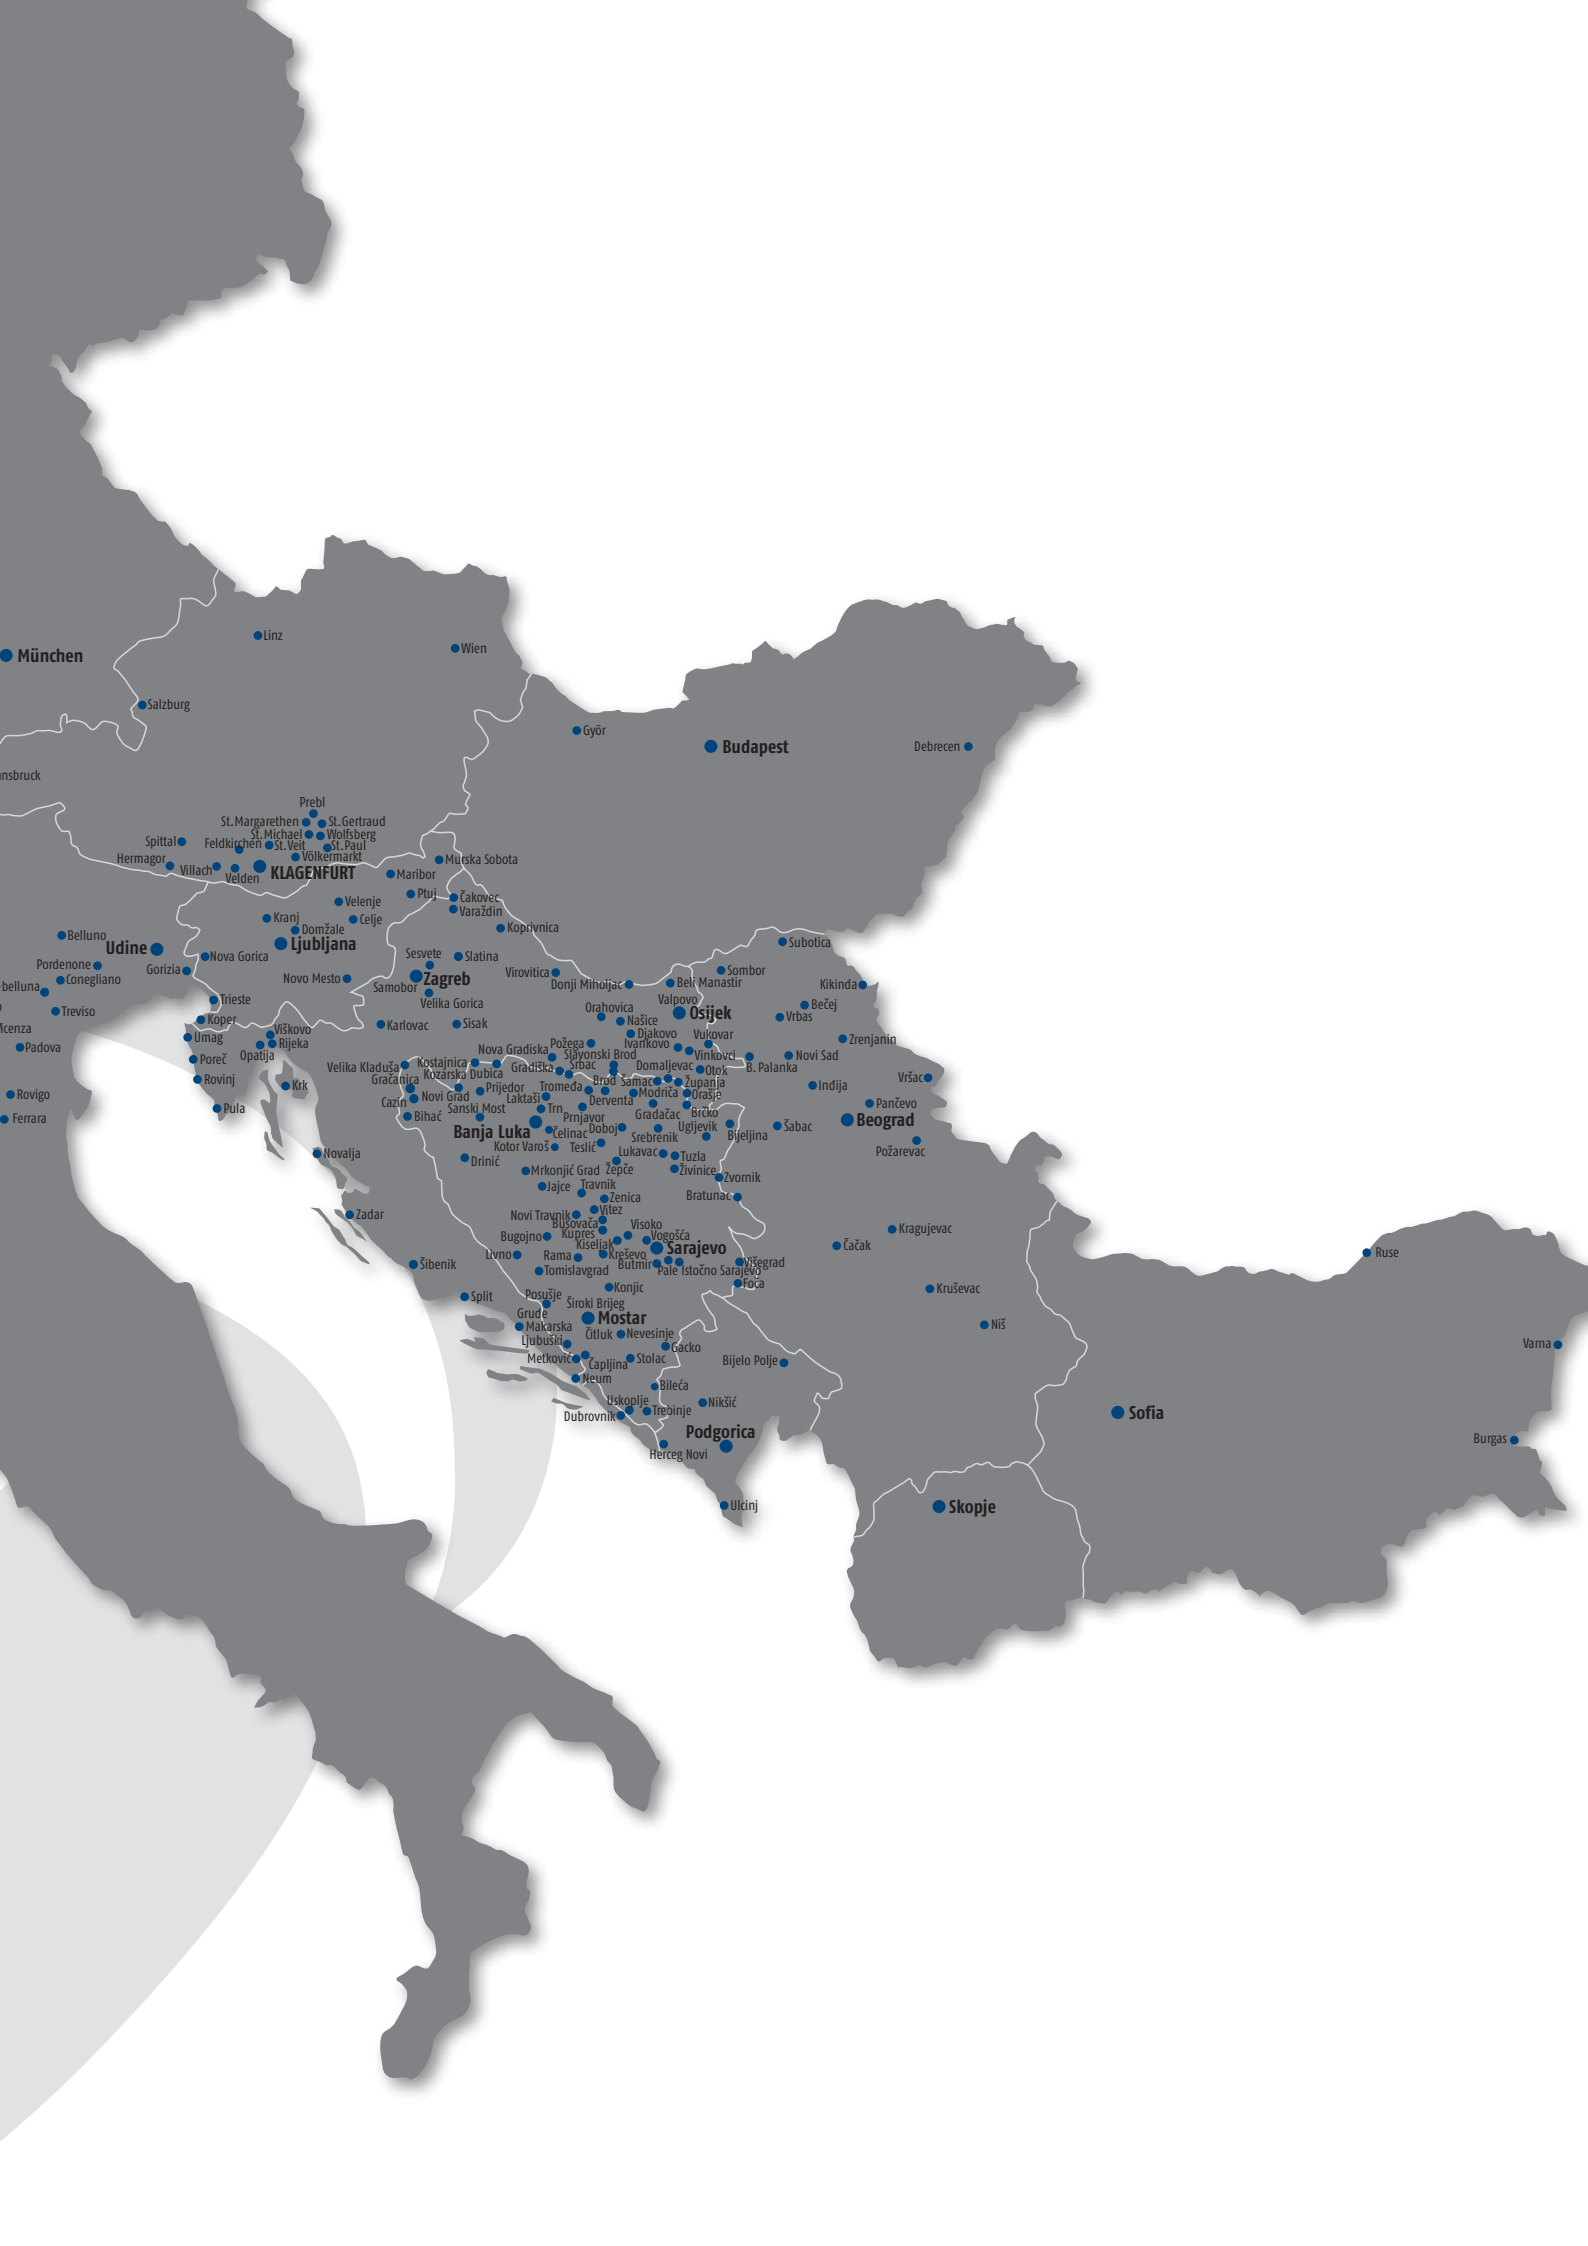 Linz
Wien
München
Salzburg
Györ
Budapest
Debrecen
nsbruck
Prebl
St.Margarethen
St.Gertraud
St.Michael
Wolfsberg
Spittal
Feldkirchen
St.Veit
St.Paul
Hermagor
Völkermarkt
Villach
Velden
KLAGENFURT
Murska Sobota
Maribor
Ptuj
Čakovec
Velenje
Varaždin
Kranj
Celje
Domžale
Koprivnica
Belluno
Udine
Ljubljana
Subotica
Nova Gorica
Sesvete
Slatina
Pordenone
Gorizia
Virovitica
Sombor
Conegliano
Novo Mesto
Zagreb
Donji Miholjac
Beli Manastir
Kikinda
belluna
Samobor
Trieste
Velika Gorica
Valpovo
Treviso
Orahovica
Osijek
Bečej
Vrbas
Koper
Karlovac
Sisak
Našice
icenza
Viškovo
Umag
Đakovo
Vukovar
Zrenjanin
Padova
Opatija
Rijeka
Požega
Ivankovo
Nova Gradiska
Slavonski Brod
Vinkovci
Novi Sad
Poreč
Velika Kladuša
Kostajnica
Gradiška
Srbac
Domaljevac
B. Palanka
Kozarska Dubica
Otok
Rovinj
Krk
Gračanica
Brod
Šamac
Županja
Vršac
Rovigo
Prijedor
Tromeđa
Modriča
Orašje
Inđija
Cazin
Novi Grad
Laktaši
Derventa
Pančevo
Pula
Sanski Most
Trn
Ferrara
Bihać
Prnjavor
Gradačac
Brčko
Beograd
Banja Luka
Čelinac
Doboj
Ugljevik
Šabac
Srebrenik
Bijeljina
Kotor Varoš
Teslić
Požarevac
Novalja
Lukavac
Tuzla
Drinić
Mrkonjić Grad
Žepče
Živinice
Zvornik
Jajce
Travnik
Zenica
Bratunac
Zadar
Novi Travnik
Vitez
Busovača
Visoko
Kragujevac
Bugojno
Kupres
Vogošća
Kiseljak
Sarajevo
Čačak
Livno
Rama
Kreševo
Ruse
Šibenik
Butmir
Višegrad
Tomislavgrad
Pale Istočno Sarajevo
Foča
Konjic
Kruševac
Split
Posušje
Široki Brijeg
Grude
Mostar
Makarska
Niš
Ljubuški
Čitluk
Nevesinje
Varna
Gacko
Metković
Čapljina
Stolac
Bijelo Polje
Neum
Bileća
Uskoplje
Nikšić
Dubrovnik
Trebinje
Sofia
Podgorica
Burgas
Herceg Novi
Ulcinj
Skopje